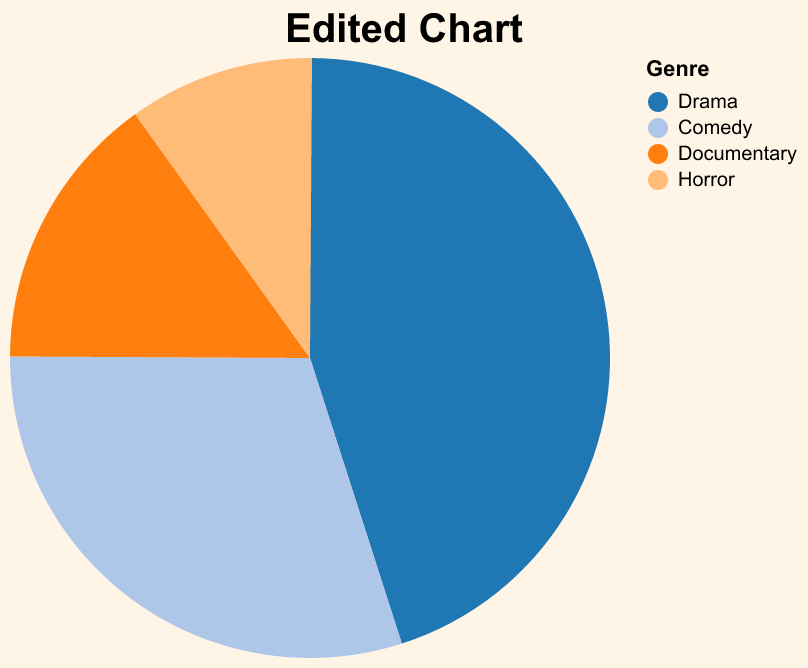 Edited Chart
Genre
Drama
Comedy
Documentary
Horror